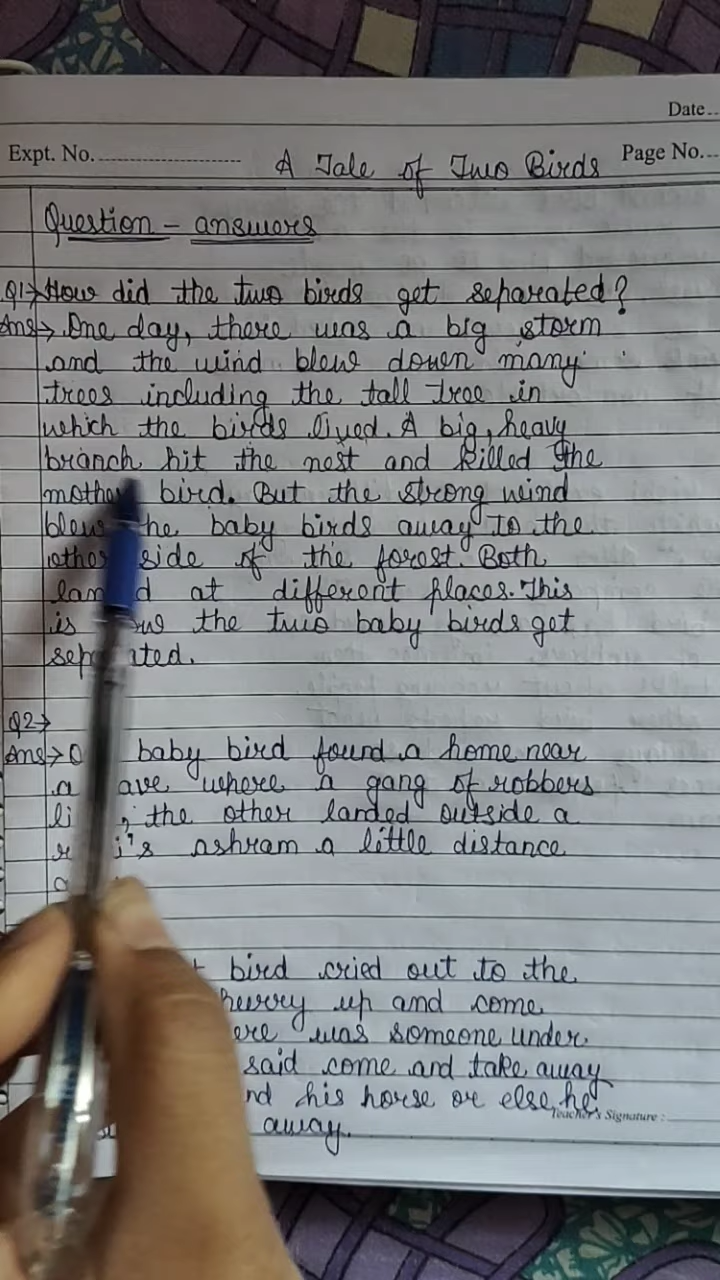 Date..
Expt. No. A Tale of Two Birds Page No...
Question - answers
Q1→How did the two birds get separated?
Ans→One day, there was a big storm
and the wind blew down many
trees including the tall tree in
which the birds lived. A big, heavy
branch hit the nest and killed the
mother bird. But the strong wind
blew the baby birds away to the
other side of the forest. Both
landed at different places. This
is the two baby birds get
separated.
Q2→
Ans→ baby bird found a home near
a where a gang of robbers
the other landed outside a
ashram a little distance
bird cried out to the
hurry up and come
was someone under
said come and take away
his horse or else he
Teacher's Signature :
away.